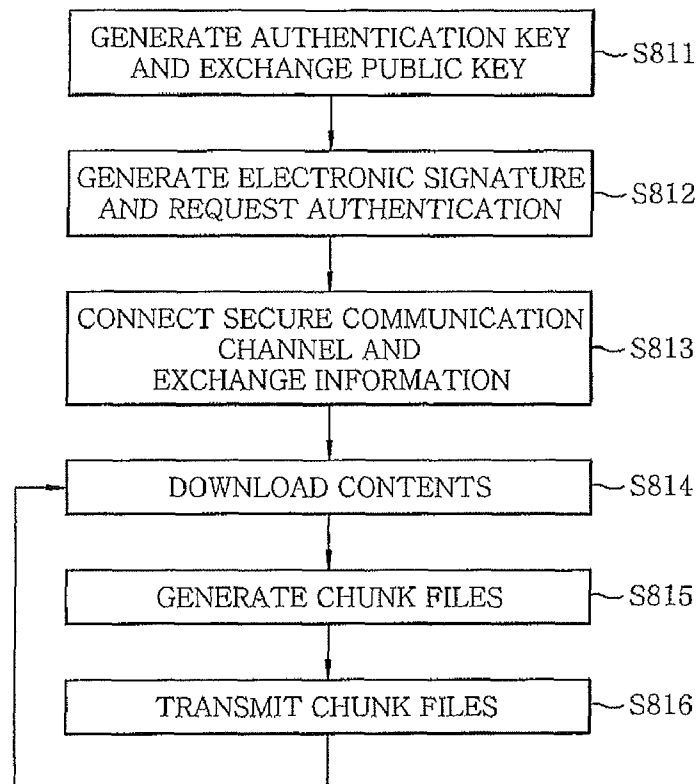 GENERATE AUTHENTICATION KEY
AND EXCHANGE PUBLIC KEY
S811
GENERATE ELECTRONIC SIGNATURE
AND REQUEST AUTHENTICATION
S812
CONNECT SECURE COMMUNICATION
CHANNEL AND
EXCHANGE INFORMATION
S813
DOWNLOAD CONTENTS
S814
GENERATE CHUNK FILES
S815
TRANSMIT CHUNK FILES
S816